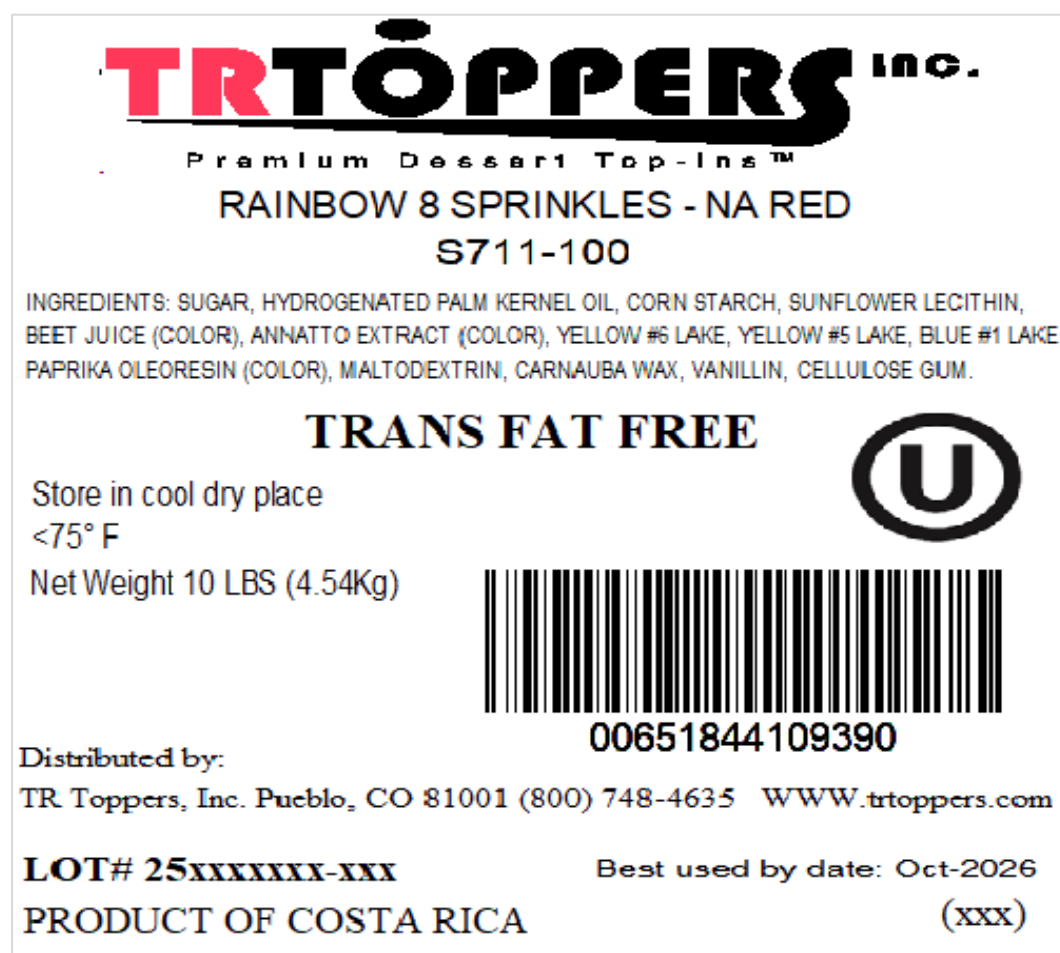 TRTOPPERS INC.
Premium Dessert Top-Ins™
RAINBOW 8 SPRINKLES - NA RED
S711-100
INGREDIENTS: SUGAR, HYDROGENATED PALM KERNEL OIL, CORN STARCH, SUNFLOWER LECITHIN,
BEET JUICE (COLOR), ANNATTO EXTRACT (COLOR), YELLOW #6 LAKE, YELLOW #5 LAKE, BLUE #1 LAKE
PAPRIKA OLEORESIN (COLOR), MALTODEXTRIN, CARNAUBA WAX, VANILLIN, CELLULOSE GUM.
TRANS FAT FREE
U
Store in cool dry place
<75° F
Net Weight 10 LBS (4.54Kg)
00651844109390
Distributed by:
TR Toppers, Inc. Pueblo, CO 81001 (800) 748-4635 WWW.trtoppers.com
LOT# 25xxxxxxx-xxx
Best used by date: Oct-2026
PRODUCT OF COSTA RICA
(xxx)